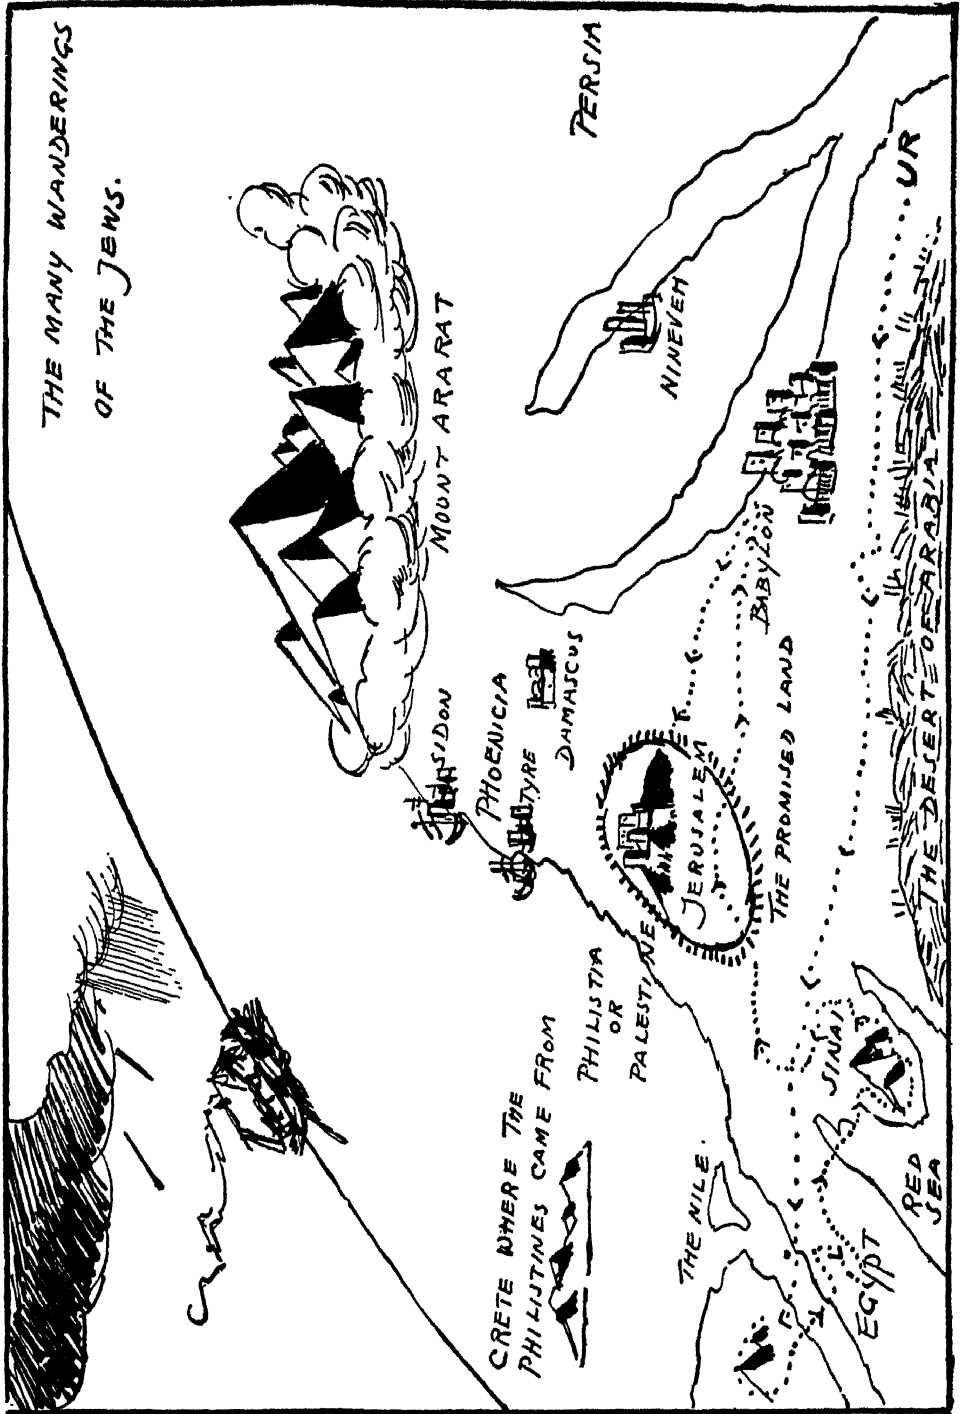 THE MANY WANDERINGS
OF THE JEWS.
MOUNT ARARAT
PERSIA
NINEVEH
UR
SIDON
PHOENICIA
TYRE
DAMASCUS
BABYLON
JERUSALEM
THE PROMISED LAND
THE DESERT OF ARABIA
CRETE WHERE THE
PHILISTINES CAME FROM
PHILISTIA
OR
PALESTINE
SINAI
THE NILE.
EGYPT
RED
SEA